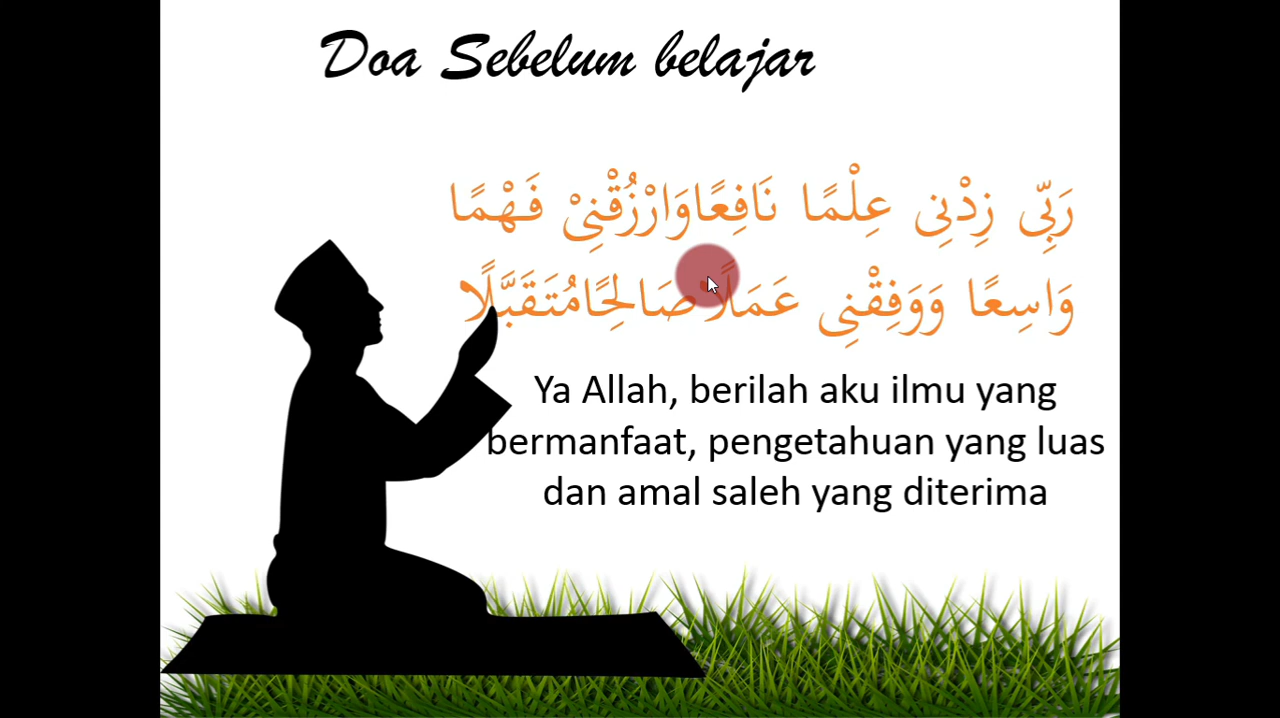 Doa Sebelum belajar
رَبِّي زِدْنِى عِلْمًا نَافِعًاوَارْزُقْنِيْ فَهْمًا
وَاسِعًا وَوَفِقْنِى عَمَلًا صَالِحًامُتَقَبَّلًا
Ya Allah, berilah aku ilmu yang
bermanfaat, pengetahuan yang luas
dan amal saleh yang diterima